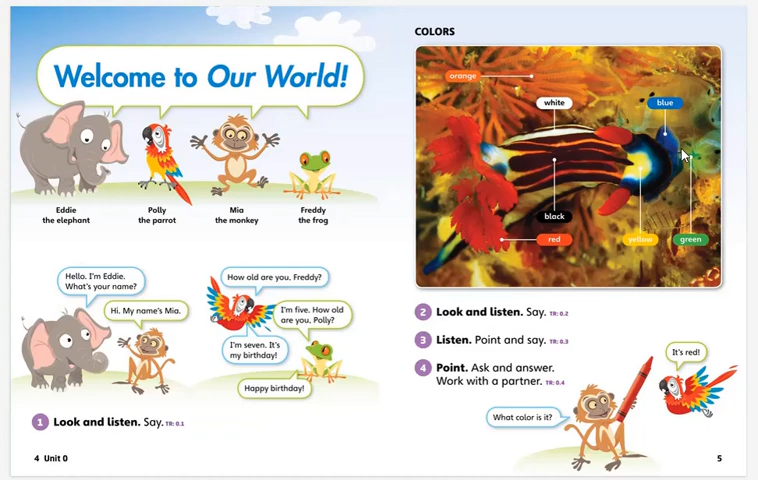 Welcome to Our World!
Eddie
the elephant
Polly
the parrot
Mia
the monkey
Freddy
the frog
Hello. I'm Eddie.
What's your name?
Hi. My name's Mia.
How old are you, Freddy?
I'm five. How old
are you, Polly?
I'm seven. It's
my birthday!
Happy birthday!
1 Look and listen. Say. TR: 0.1
4 Unit 0
COLORS
orange
white
blue
black
red
yellow
green
2 Look and listen. Say. TR: 0.2
3 Listen. Point and say. TR: 0.3
4 Point. Ask and answer.
Work with a partner. TR: 0.4
It's red!
What color is it?
5